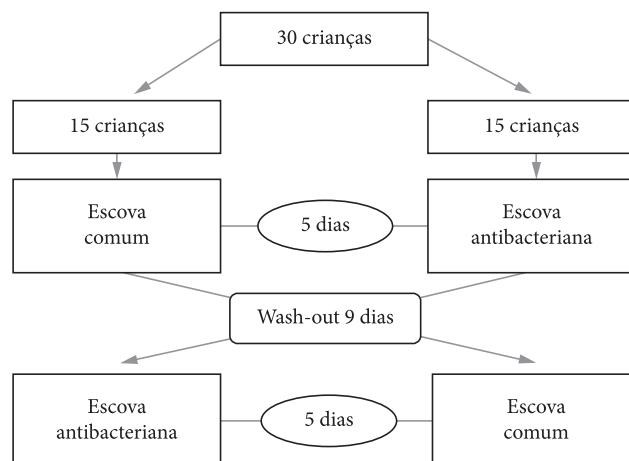 30 crianças
15 crianças
15 crianças
Escova
comum
5 dias
Escova
antibacteriana
Wash-out 9 dias
Escova
antibacteriana
5 dias
Escova
comum